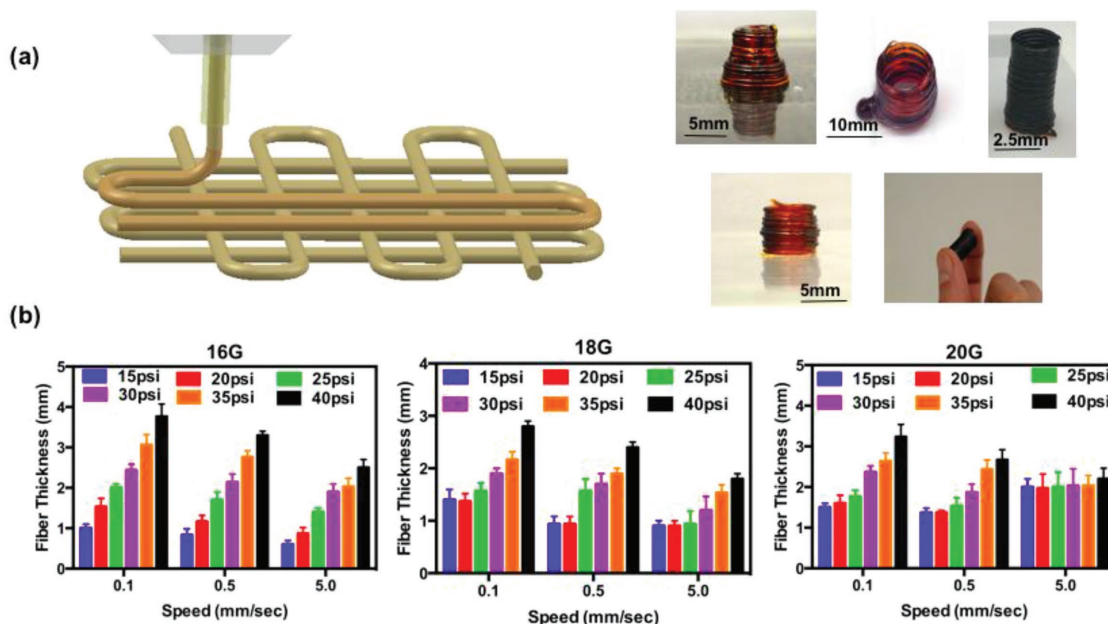 (a)
5mm
10mm
2.5mm
5mm
(b)
16G
15psi 20psi 25psi
30psi 35psi 40psi
Fiber Thickness (mm)
5
4
3
2
1
0
0.1 0.5 5.0
Speed (mm/sec)
18G
15psi 20psi 25psi
30psi 35psi 40psi
Fiber Thickness (mm)
4
3
2
1
0
0.1 0.5 5.0
Speed (mm/sec)
20G
15psi 20psi 25psi
30psi 35psi 40psi
Fiber Thickness (mm)
5
4
3
2
1
0
0.1 0.5 5.0
Speed (mm/sec)